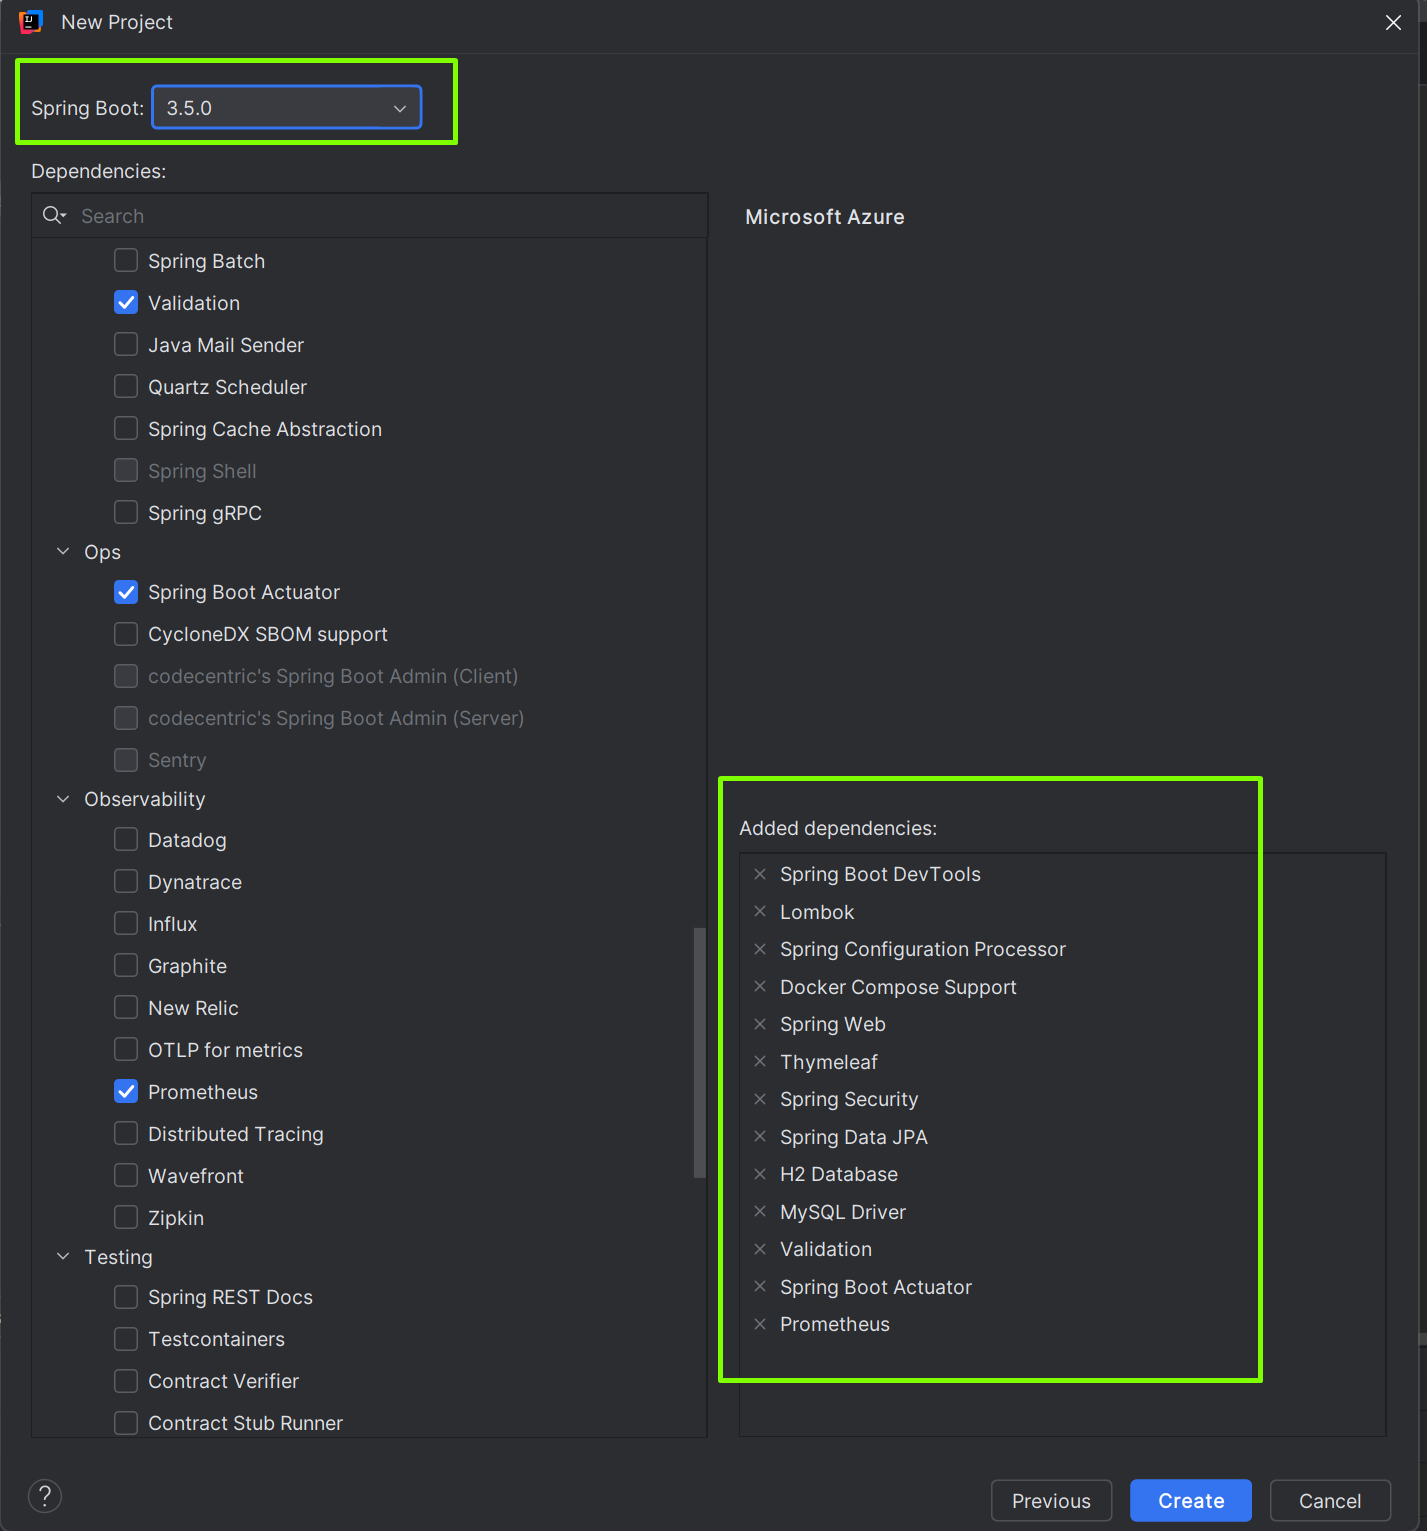 New Project
Spring Boot: 3.5.0
Dependencies:
Search
Spring Batch
Validation
Java Mail Sender
Quartz Scheduler
Spring Cache Abstraction
Spring Shell
Spring gRPC
Ops
Spring Boot Actuator
CycloneDX SBOM support
codecentric's Spring Boot Admin (Client)
codecentric's Spring Boot Admin (Server)
Sentry
Observability
Datadog
Dynatrace
Influx
Graphite
New Relic
OTLP for metrics
Prometheus
Distributed Tracing
Wavefront
Zipkin
Testing
Spring REST Docs
Testcontainers
Contract Verifier
Contract Stub Runner
Microsoft Azure
Added dependencies:
Spring Boot DevTools
Lombok
Spring Configuration Processor
Docker Compose Support
Spring Web
Thymeleaf
Spring Security
Spring Data JPA
H2 Database
MySQL Driver
Validation
Spring Boot Actuator
Prometheus
?
Previous
Create
Cancel